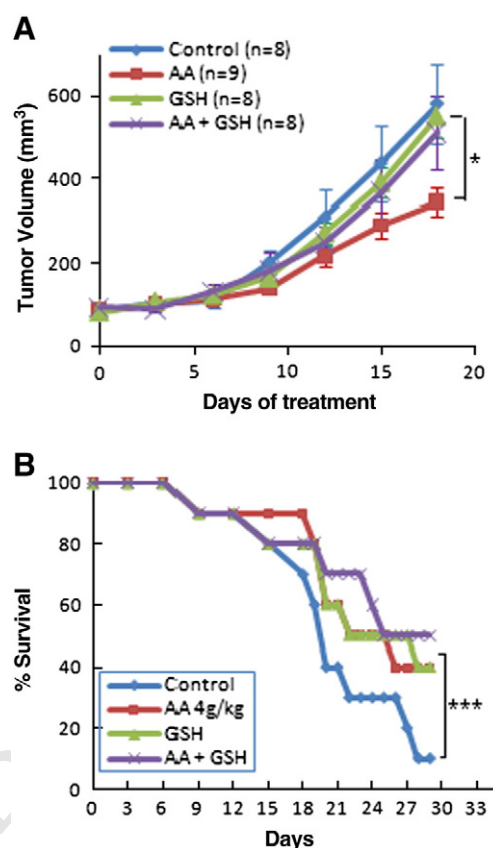 A
Control (n=8)
AA (n=9)
GSH (n=8)
AA + GSH (n=8)
Tumor Volume (mm³)
600
400
200
0
*
0 5 10 15 20
Days of treatment
B
% Survival
100
80
60
40
20
0
Control
AA 4g/kg
GSH
AA + GSH
***
0 3 6 9 12 15 18 21 24 27 30 33
Days